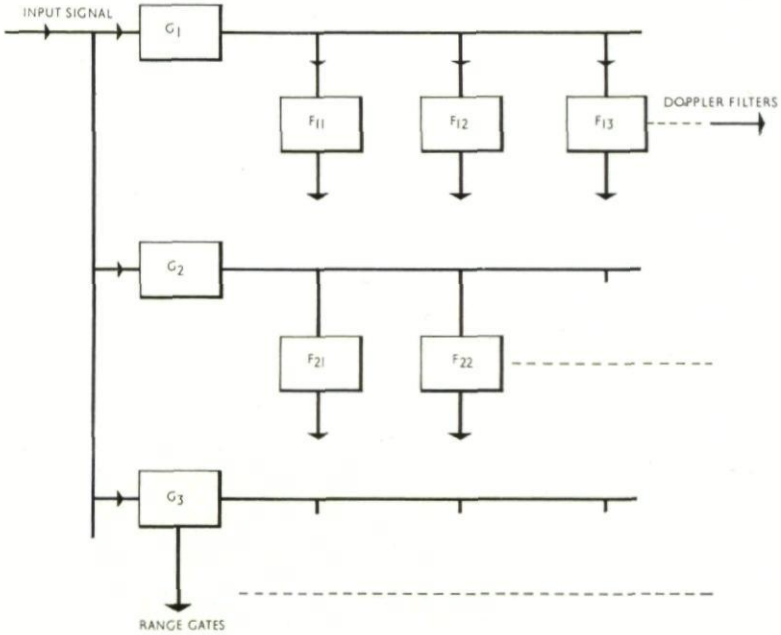 INPUT SIGNAL
G1
F11
F12
F13
DOPPLER FILTERS
G2
F21
F22
G3
RANGE GATES